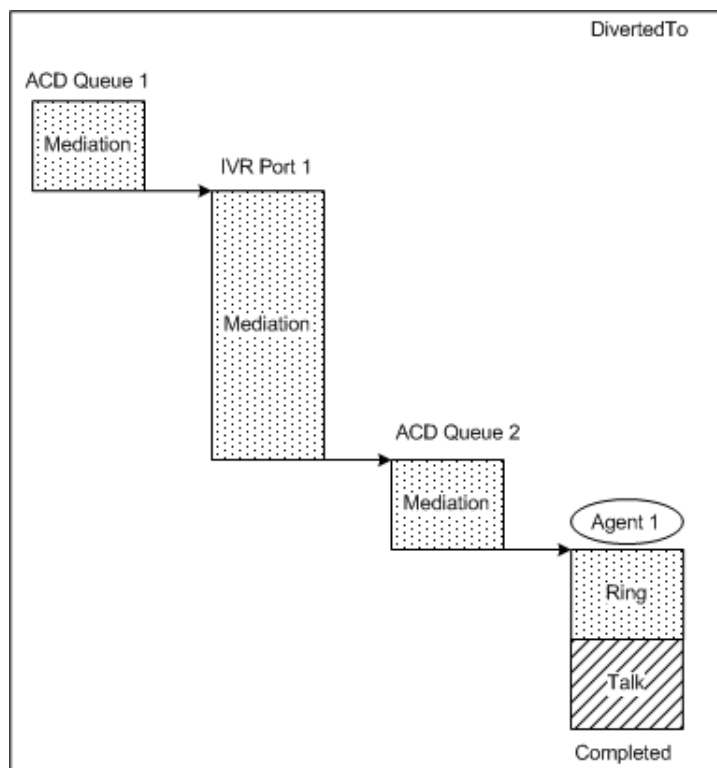 DivertedTo
ACD Queue 1
Mediation
IVR Port 1
Mediation
ACD Queue 2
Mediation
Agent 1
Ring
Talk
Completed